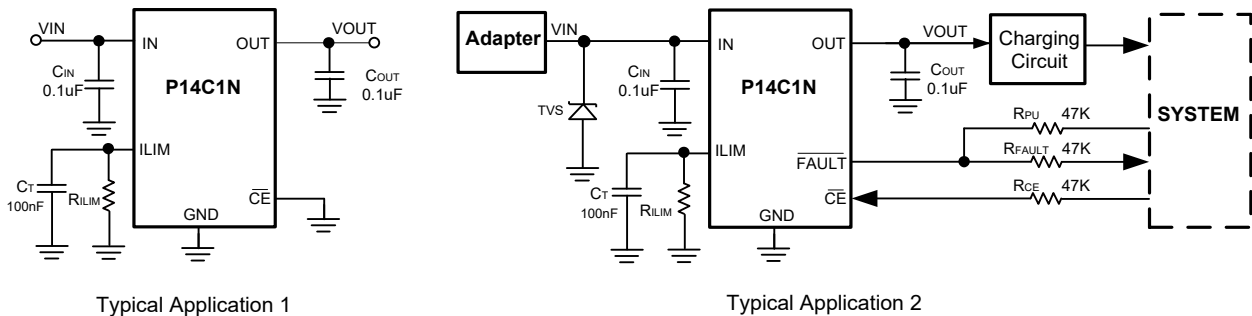 VIN
IN
OUT
VOUT
CIN
0.1uF
P14C1N
COUT
0.1uF
ILIM
CT
100nF
RILIM
CE
GND
Typical Application 1
Adapter
VIN
IN
OUT
VOUT
Charging
Circuit
TVS
CIN
0.1uF
P14C1N
COUT
0.1uF
SYSTEM
RPU 47K
ILIM
FAULT
RFAULT 47K
CT
100nF
RILIM
CE
RCE 47K
GND
Typical Application 2